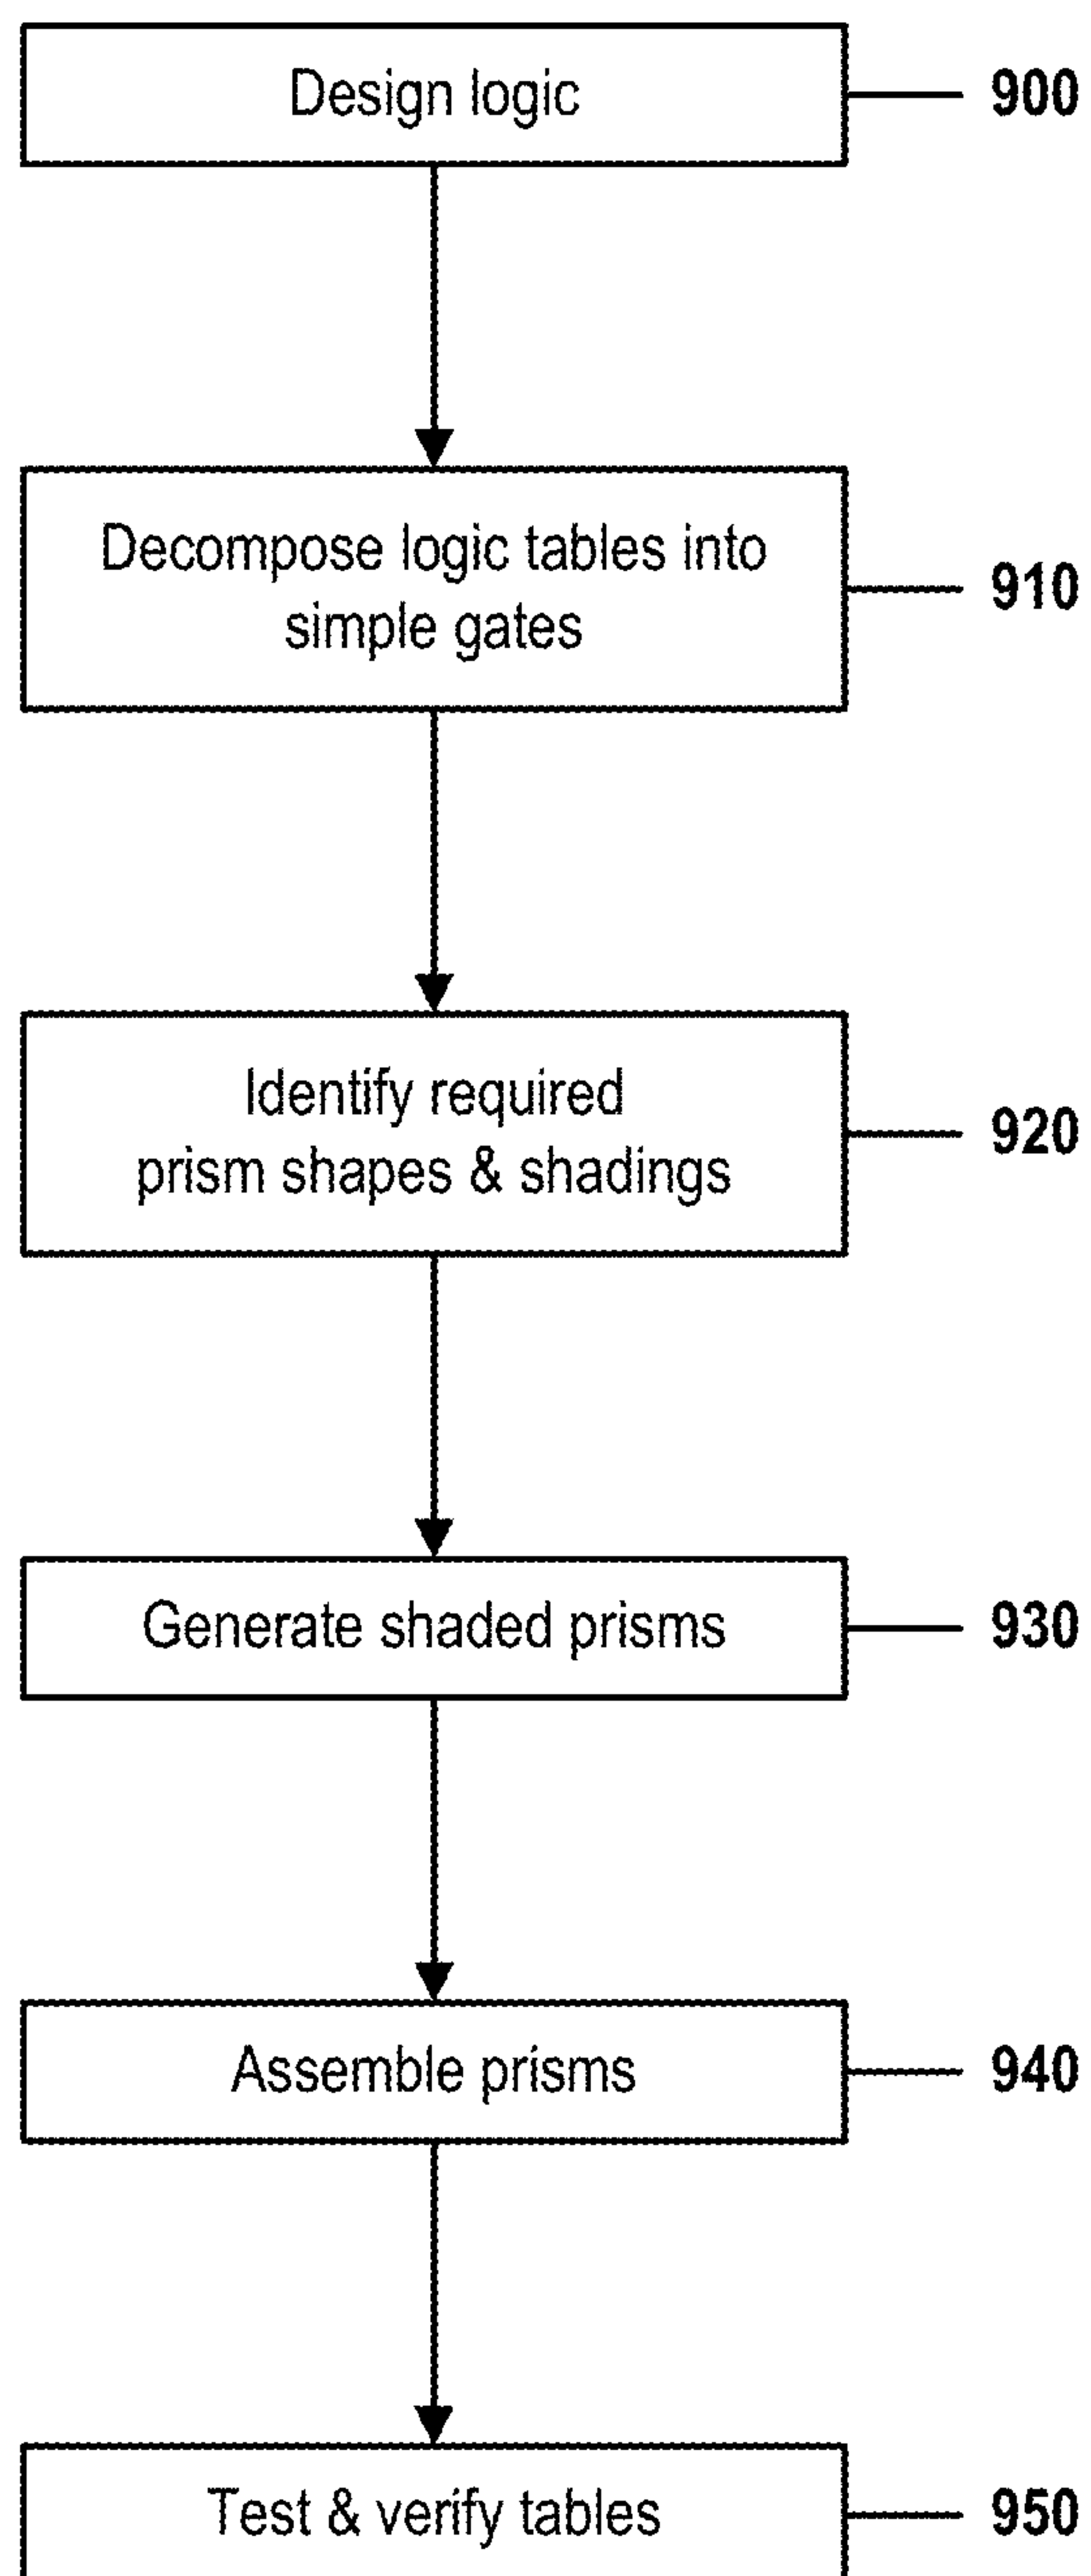 Design logic
900
Decompose logic tables into
simple gates
910
Identify required
prism shapes & shadings
920
Generate shaded prisms
930
Assemble prisms
940
Test & verify tables
950